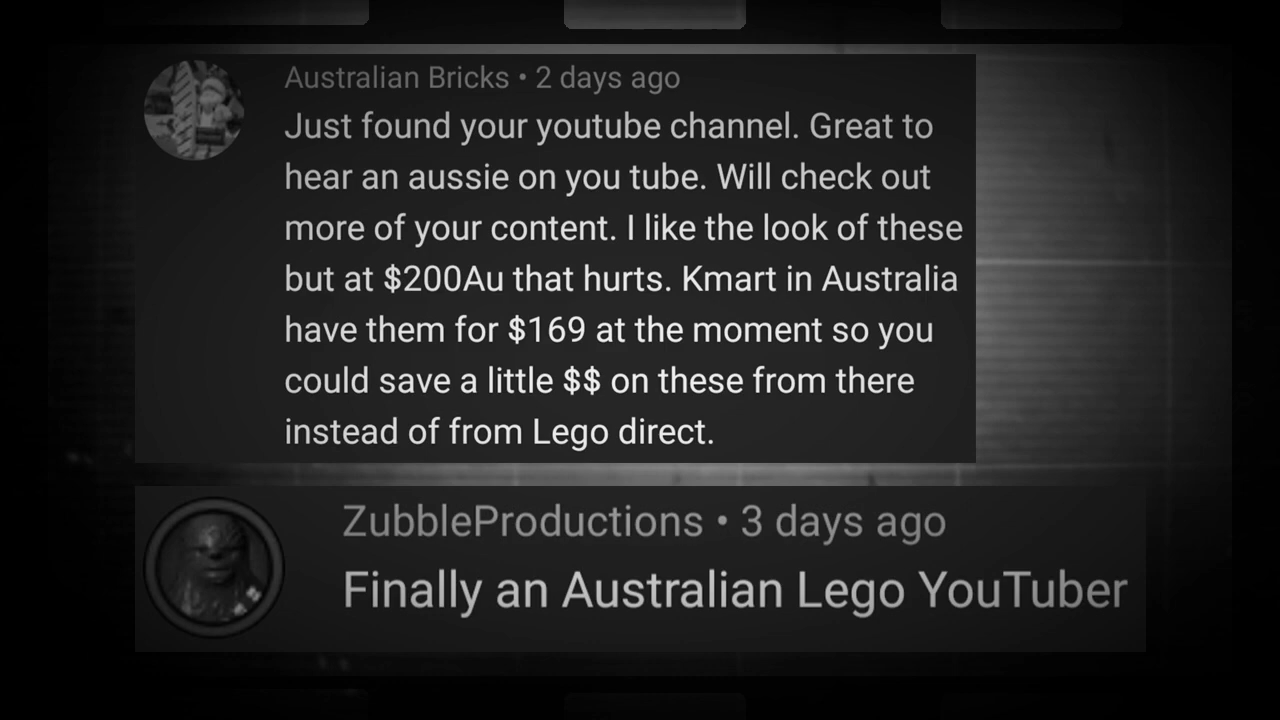 Australian Bricks • 2 days ago
Just found your youtube channel. Great to
hear an aussie on you tube. Will check out
more of your content. I like the look of these
but at $200Au that hurts. Kmart in Australia
have them for $169 at the moment so you
could save a little $$ on these from there
instead of from Lego direct.
ZubbleProductions • 3 days ago
Finally an Australian Lego YouTuber